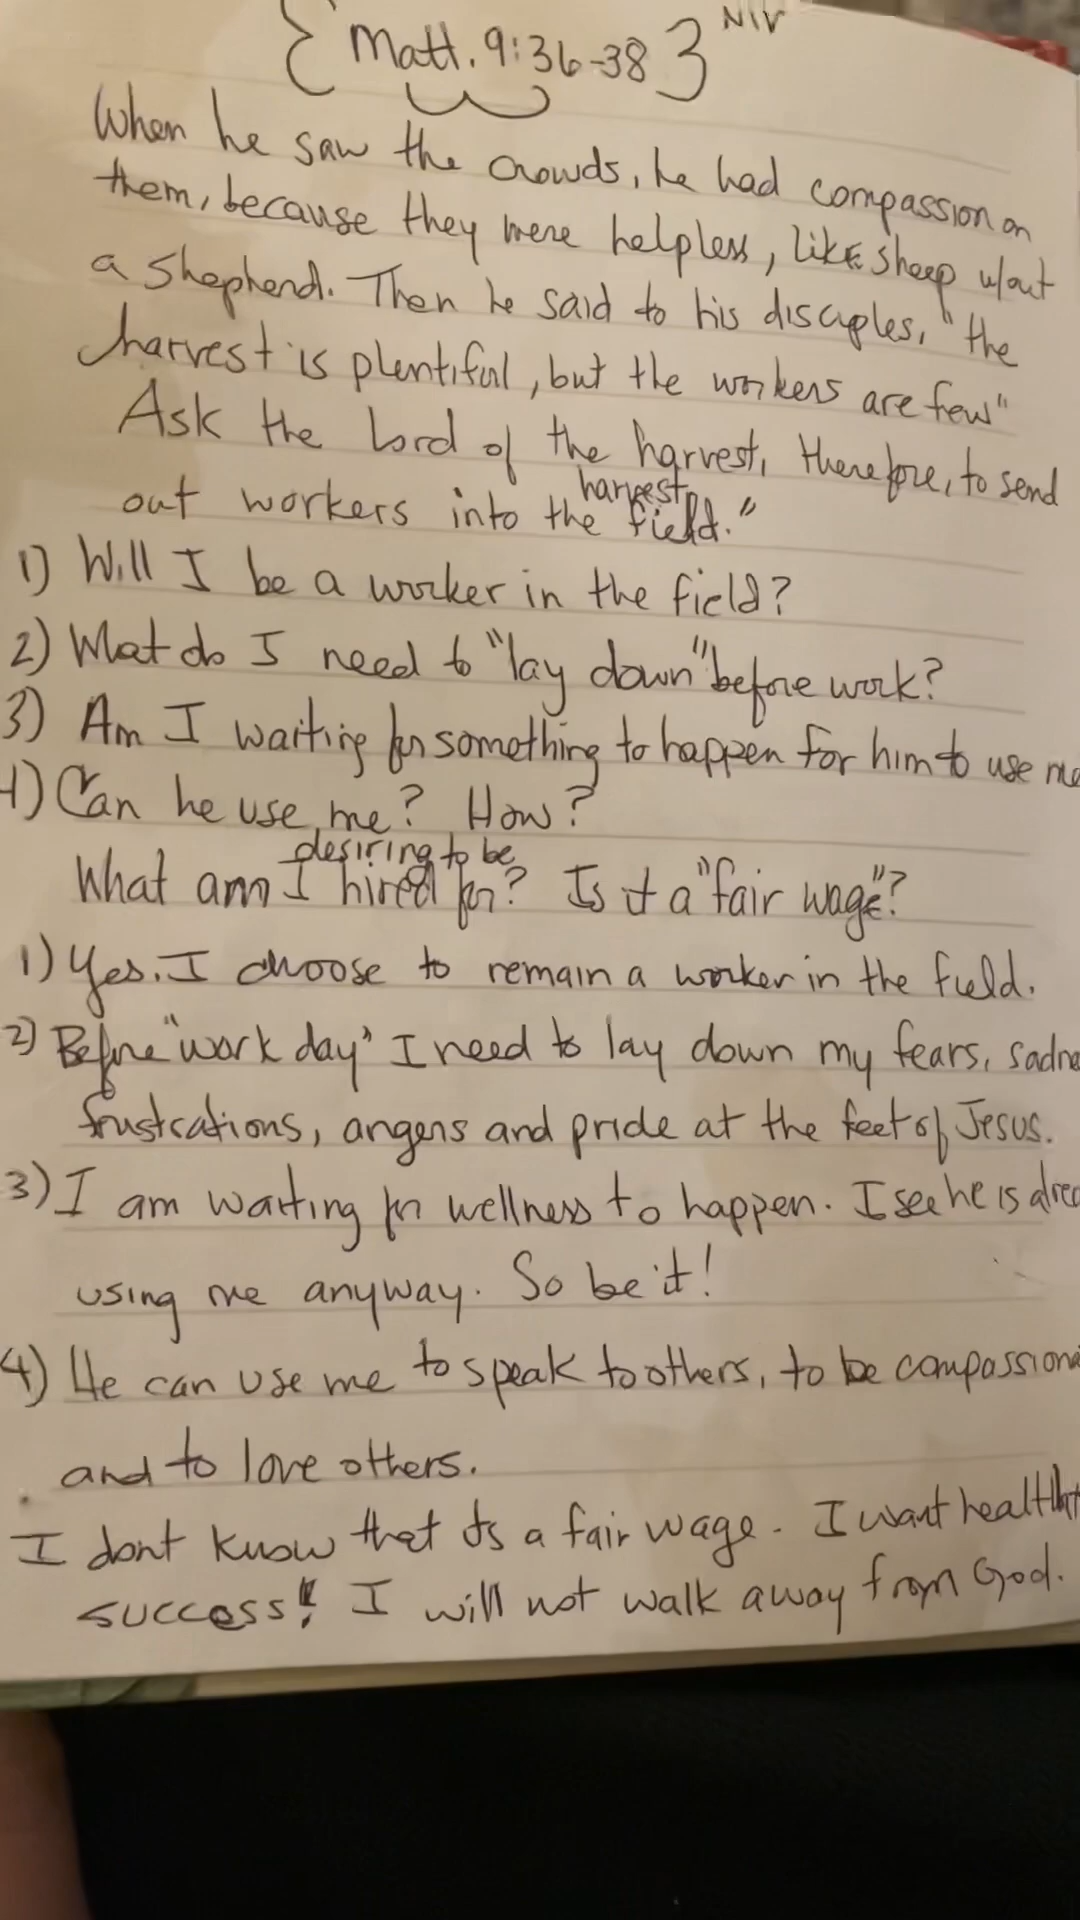 { Matt. 9:36-38 } NIV
When he saw the crowds, he had compassion on
them, because they were helpless, like sheep w/out
a shepherd. Then he said to his disciples, "the
harvest is plentiful, but the workers are few"
Ask the Lord of the harvest, therefore, to send
out workers into the harvest field."
1) Will I be a worker in the field?
2) What do I need to "lay down" before work?
3) Am I waiting for something to happen for him to use me
4) Can he use me? How?
What am I desiring to be hired for? Is it a "fair wage"?
1) Yes. I choose to remain a worker in the field.
2) Before "work day" I need to lay down my fears, sadne
frustrations, angers and pride at the feet of Jesus.
3) I am waiting for wellness to happen. I see he is alrea
using me anyway. So be it!
4) He can use me to speak to others, to be compassiona
and to love others.
I dont know that its a fair wage. I want health
success! I will not walk away from God.